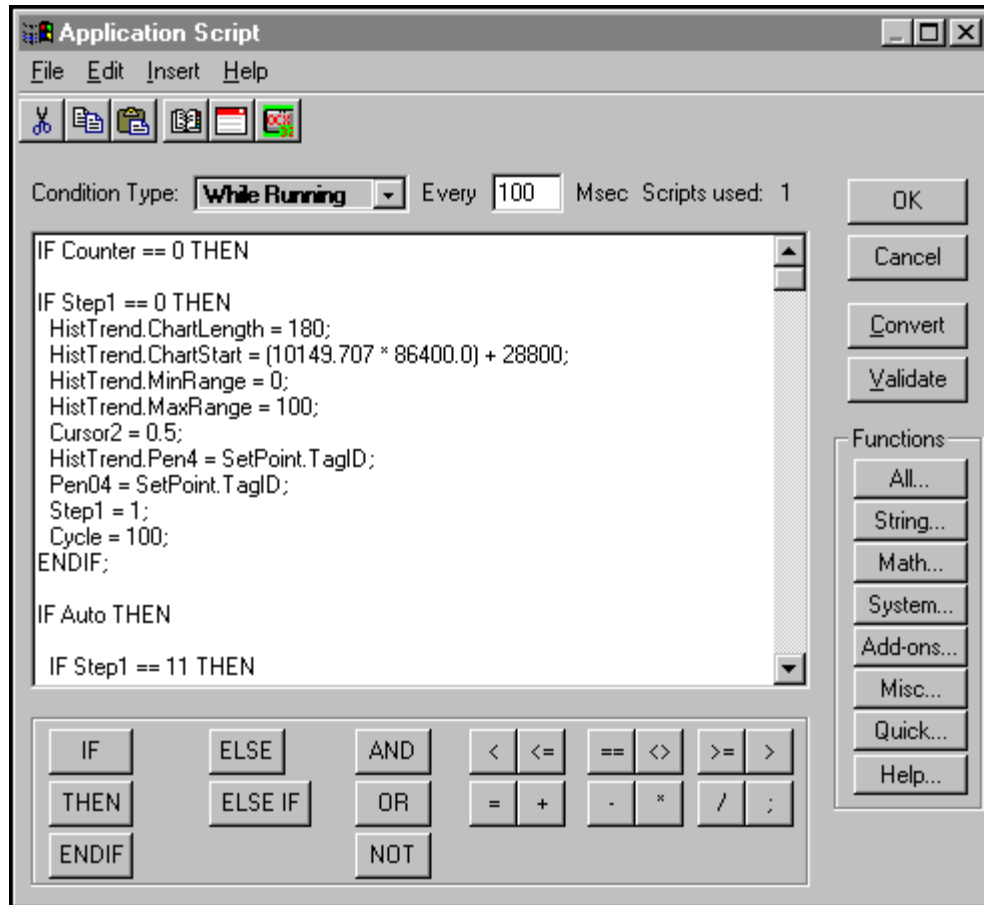 Application Script
File Edit Insert Help
Condition Type: While Running Every 100 Msec Scripts used: 1
OK
Cancel
Convert
Validate
IF Counter == 0 THEN
IF Step1 == 0 THEN
HistTrend.ChartLength = 180;
HistTrend.ChartStart = (10149.707 * 86400.0) + 28800;
HistTrend.MinRange = 0;
HistTrend.MaxRange = 100;
Cursor2 = 0.5;
HistTrend.Pen4 = SetPoint.TagID;
Pen04 = SetPoint.TagID;
Step1 = 1;
Cycle = 100;
ENDIF;
IF Auto THEN
IF Step1 == 11 THEN
Functions
All...
String...
Math...
System...
Add-ons...
Misc...
Quick...
Help...
IF ELSE AND < <= == <> >= >
THEN ELSE IF OR = + - * / ;
ENDIF NOT